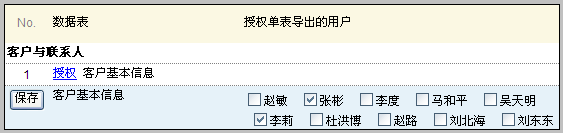 No. 数据表 授权单表导出的用户
客户与联系人
1 授权 客户基本信息
保存 客户基本信息 赵敏 张彬 李度 马和平 吴天明
李莉 杜洪博 赵路 刘北海 刘东东